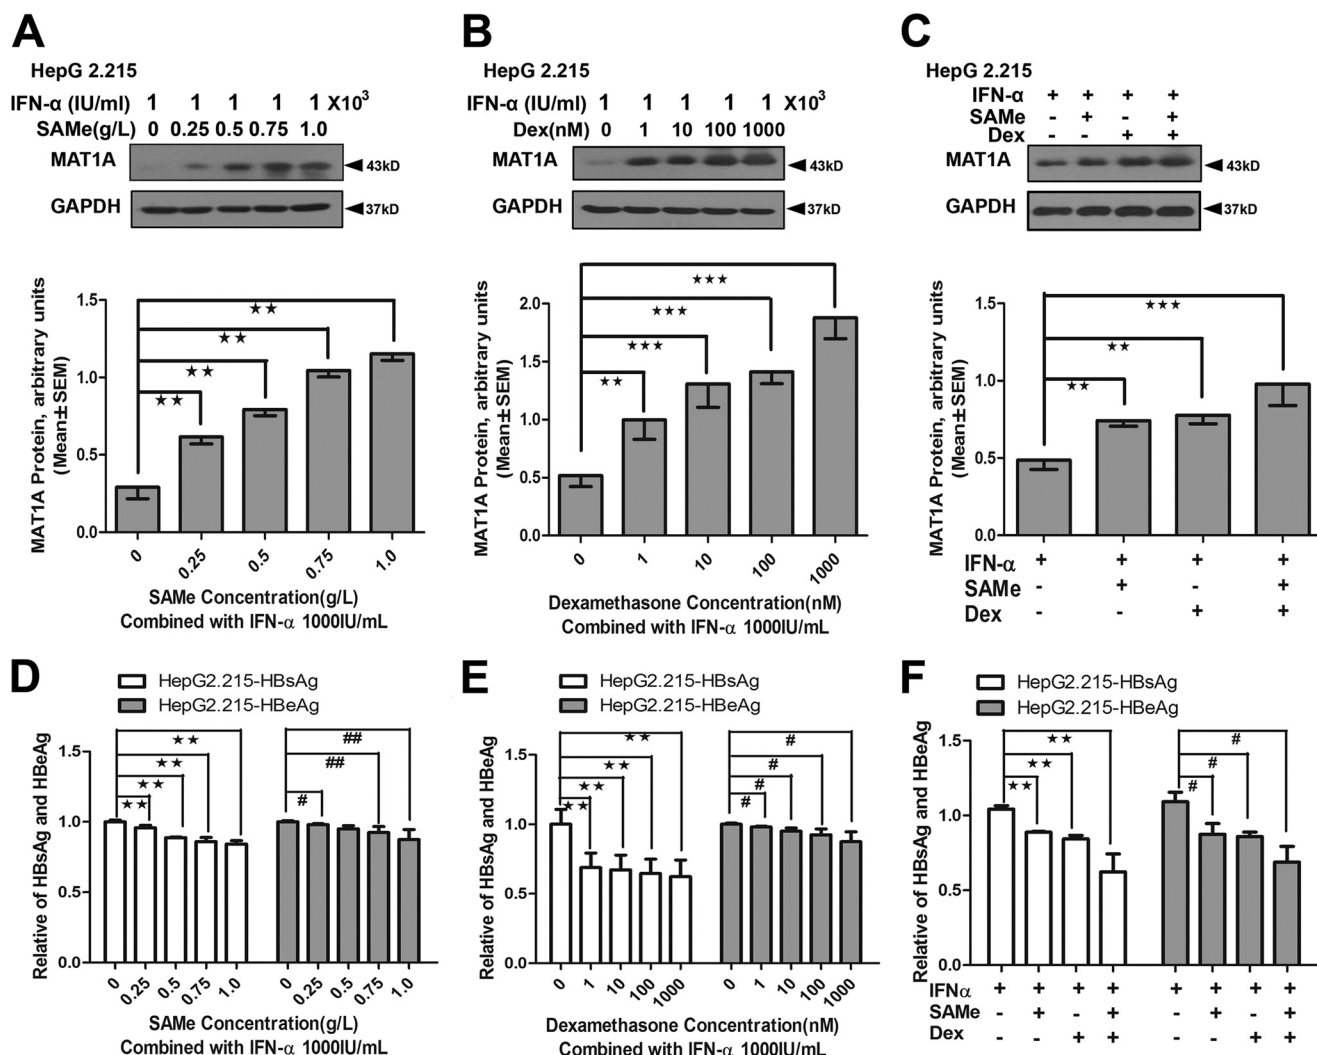 A
HepG 2.215
IFN-α (IU/ml) 1 1 1 1 1 X10³
SAMe(g/L) 0 0.25 0.5 0.75 1.0
MAT1A 43kD
GAPDH 37kD
MAT1A Protein, arbitrary units
(Mean±SEM)
1.5
1.0
0.5
0.0
★★
★★
★★
★★
0 0.25 0.5 0.75 1.0
SAMe Concentration(g/L)
Combined with IFN-α 1000IU/mL
B
HepG 2.215
IFN-α (IU/ml) 1 1 1 1 1 X10³
Dex(nM) 0 1 10 100 1000
MAT1A 43kD
GAPDH 37kD
MAT1A Protein, arbitrary units
(Mean±SEM)
2.0
1.5
1.0
0.5
0.0
★★★
★★★
★★★
★★
0 1 10 100 1000
Dexamethasone Concentration(nM)
Combined with IFN-α 1000IU/mL
C
HepG 2.215
IFN-α + + + +
SAMe - + - +
Dex - - + +
MAT1A 43kD
GAPDH 37kD
MAT1A Protein, arbitrary units
(Mean±SEM)
1.5
1.0
0.5
0.0
★★★
★★
★★
IFN-α + + + +
SAMe - + - +
Dex - - + +
D
HepG2.215-HBsAg
HepG2.215-HBeAg
Relative of HBsAg and HBeAg
1.5
1.0
0.5
0.0
★★
★★
★★
★★
##
##
#
0 0.25 0.5 0.75 1.0 0 0.25 0.5 0.75 1.0
SAMe Concentration(g/L)
Combined with IFN-α 1000IU/mL
E
HepG2.215-HBsAg
HepG2.215-HBeAg
Relative of HBsAg and HBeAg
1.5
1.0
0.5
0.0
★★
★★
★★
★★
#
#
#
#
0 1 10 100 1000 0 1 10 100 1000
Dexamethasone Concentration(nM)
Combined with IFN-α 1000IU/mL
F
HepG2.215-HBsAg
HepG2.215-HBeAg
Relative of HBsAg and HBeAg
1.5
1.0
0.5
0.0
★★
★★
★★
#
#
#
IFNα + + + + + + + +
SAMe - + - + - + - +
Dex - - + + - - + +